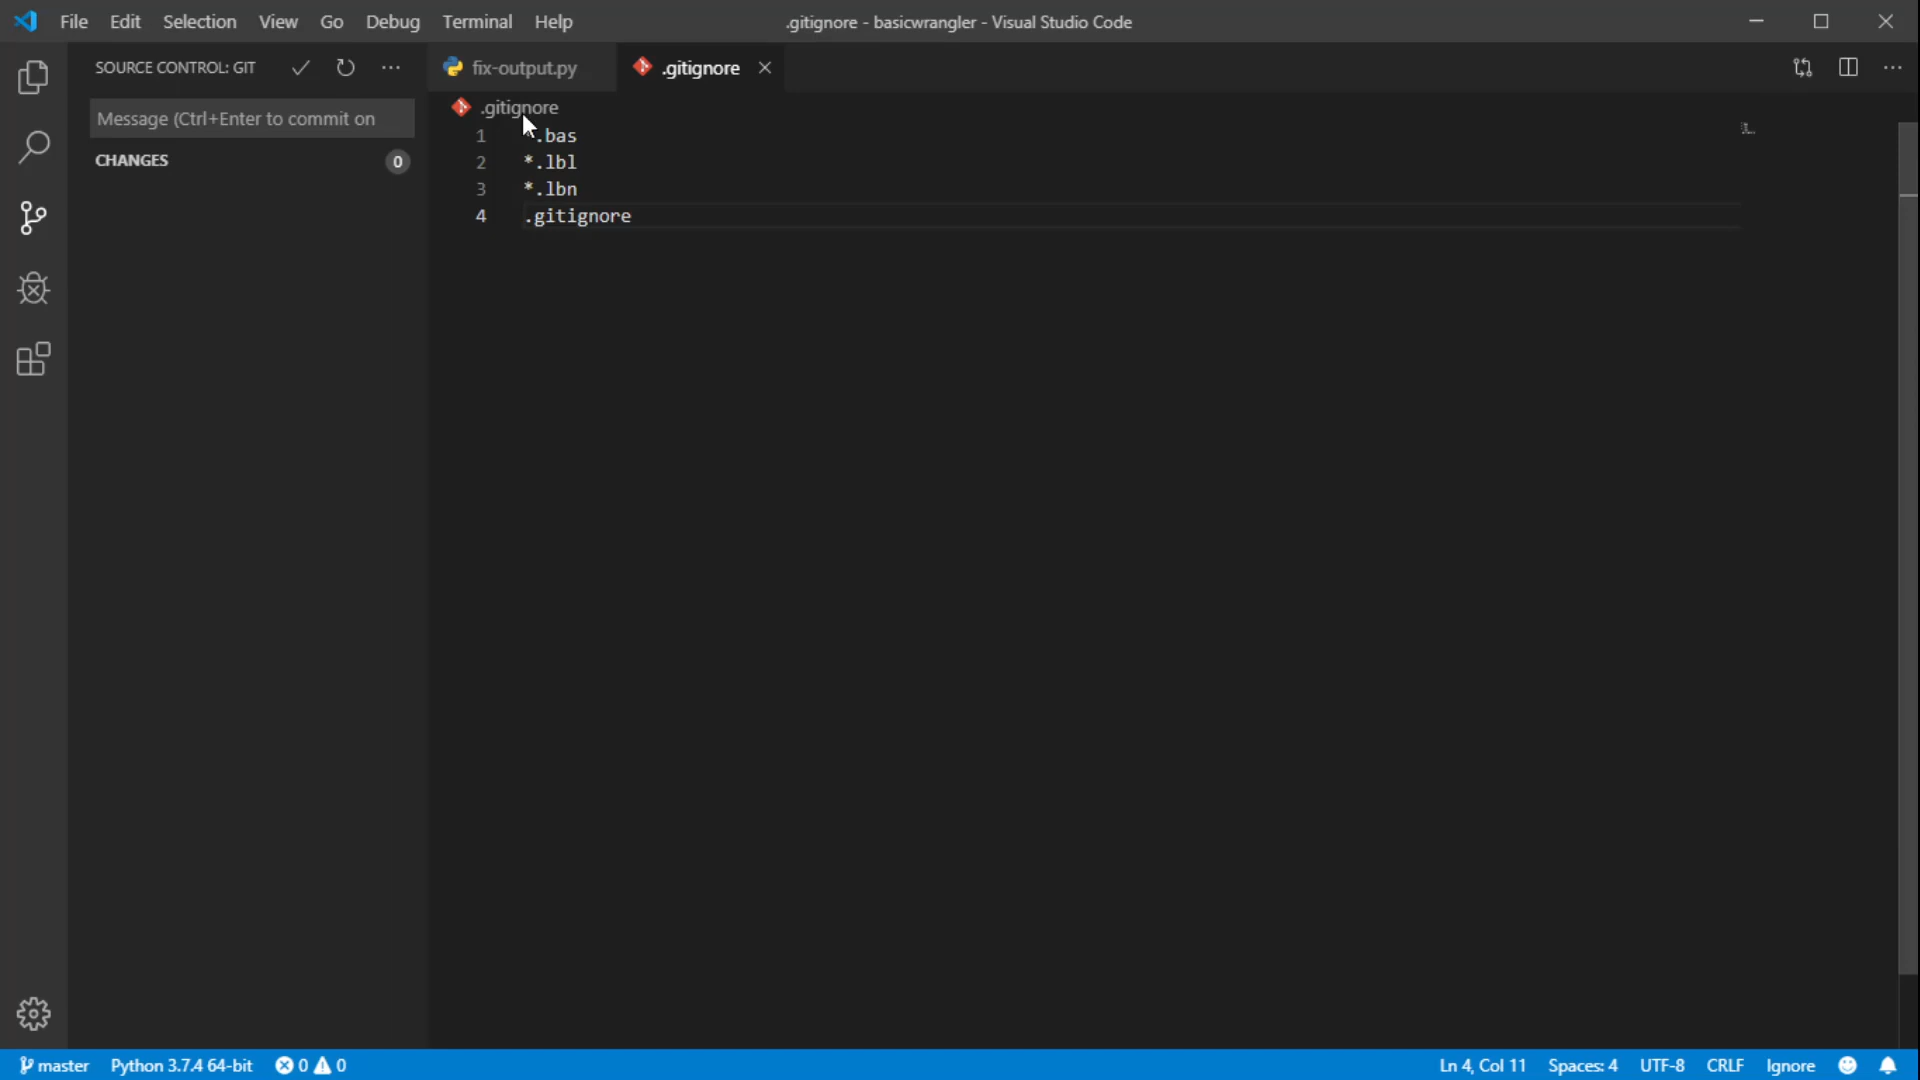 File Edit Selection View Go Debug Terminal Help
.gitignore - basicwrangler - Visual Studio Code
SOURCE CONTROL: GIT
fix-output.py
.gitignore
Message (Ctrl+Enter to commit on
CHANGES 0
.gitignore
1 .bas
2 *.lbl
3 *.lbn
4 .gitignore
master Python 3.7.4 64-bit 0 0
Ln 4, Col 11 Spaces: 4 UTF-8 CRLF Ignore